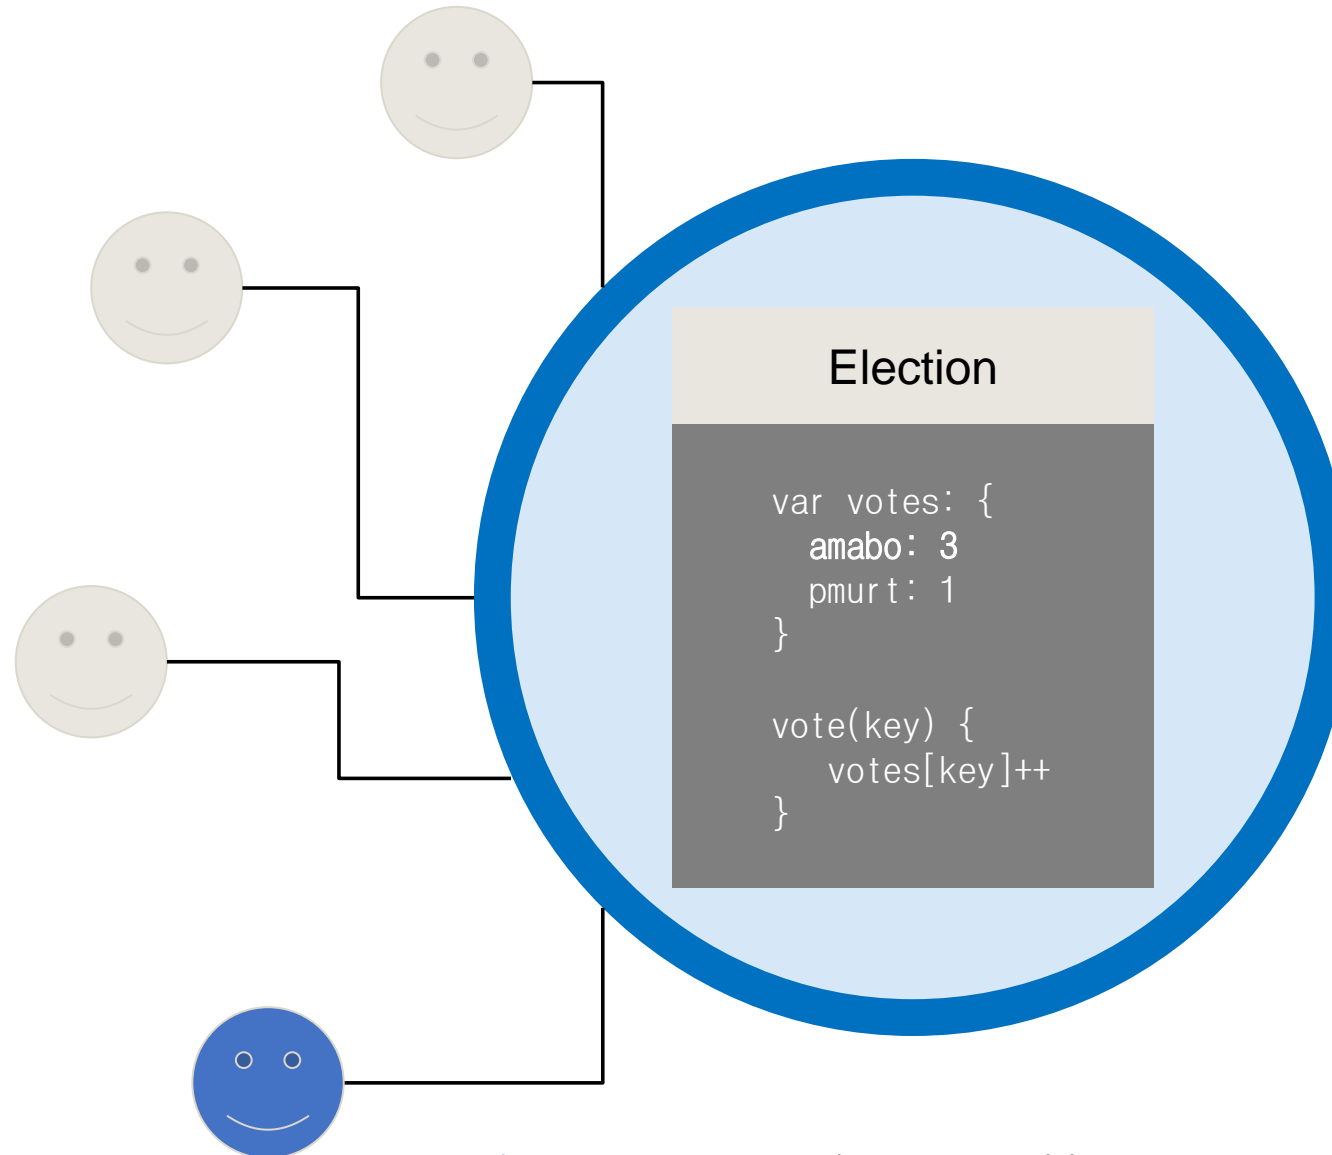 Election
var votes: {
amabo: 3
pmurt: 1
}
vote(key) {
votes[key]++
}